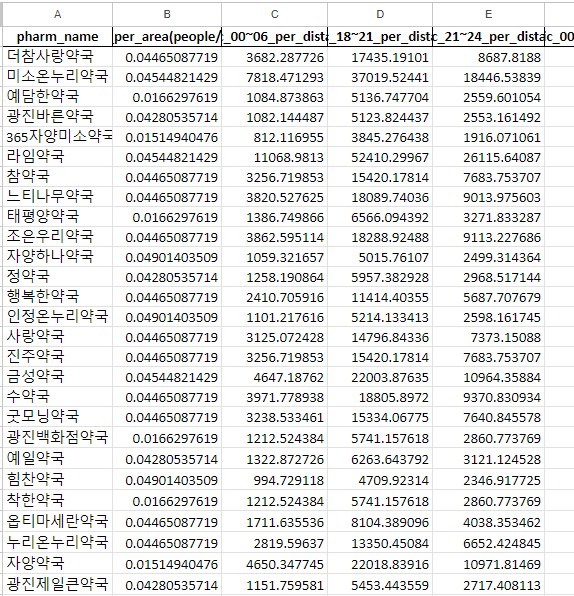 A B C D E
pharm_name _per_area(people/ c_00~06_per_dista c_18~21_per_dista c_21~24_per_dista c_00
더참사랑약국 0.04465087719 3682.287726 17435.19101 8687.8188
미소온누리약국 0.04544821429 7818.471293 37019.52441 18446.53839
예담한약국 0.0166297619 1084.873863 5136.747704 2559.601054
광진바른약국 0.04280535714 1082.144487 5123.824437 2553.161492
365자양미소약국 0.01514940476 812.116955 3845.276438 1916.071061
라임약국 0.04544821429 11068.9813 52410.29967 26115.64087
참약국 0.04465087719 3256.719853 15420.17814 7683.753707
느티나무약국 0.04465087719 3820.527625 18089.74036 9013.975603
태평양약국 0.0166297619 1386.749866 6566.094392 3271.833287
조은우리약국 0.04465087719 3862.595114 18288.92488 9113.227686
자양하나약국 0.04901403509 1059.321657 5015.76107 2499.314364
정약국 0.04280535714 1258.190864 5957.382928 2968.517144
행복한약국 0.04465087719 2410.705916 11414.40355 5687.707679
인정온누리약국 0.04901403509 1101.217616 5214.133413 2598.161745
사랑약국 0.04465087719 3125.072428 14796.84336 7373.15088
진주약국 0.04465087719 3256.719853 15420.17814 7683.753707
금성약국 0.04544821429 4647.18762 22003.87635 10964.35884
수약국 0.04465087719 3971.778938 18805.8972 9370.830934
굿모닝약국 0.04465087719 3238.533461 15334.06775 7640.845578
광진백화점약국 0.0166297619 1212.524384 5741.157618 2860.773769
예일약국 0.04280535714 1322.872726 6263.643792 3121.124528
힘찬약국 0.04901403509 994.729118 4709.92314 2346.917725
착한약국 0.0166297619 1212.524384 5741.157618 2860.773769
옵티마세란약국 0.04465087719 1711.635536 8104.389096 4038.353462
누리온누리약국 0.04465087719 2819.59637 13350.45084 6652.424845
자양약국 0.01514940476 4650.347745 22018.83916 10971.81469
광진제일큰약국 0.04280535714 1151.759581 5453.443559 2717.408113